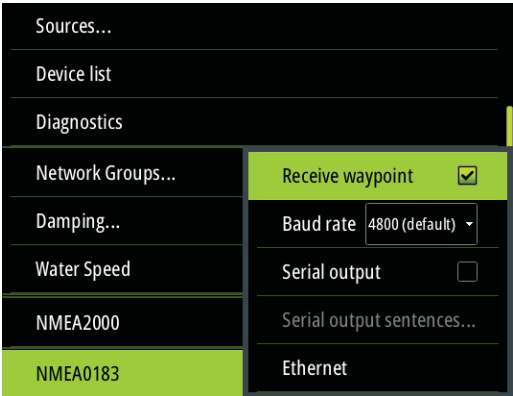 Sources...
Device list
Diagnostics
Network Groups...
Damping...
Water Speed
NMEA2000
NMEA0183
Receive waypoint
Baud rate 4800 (default)
Serial output
Serial output sentences...
Ethernet